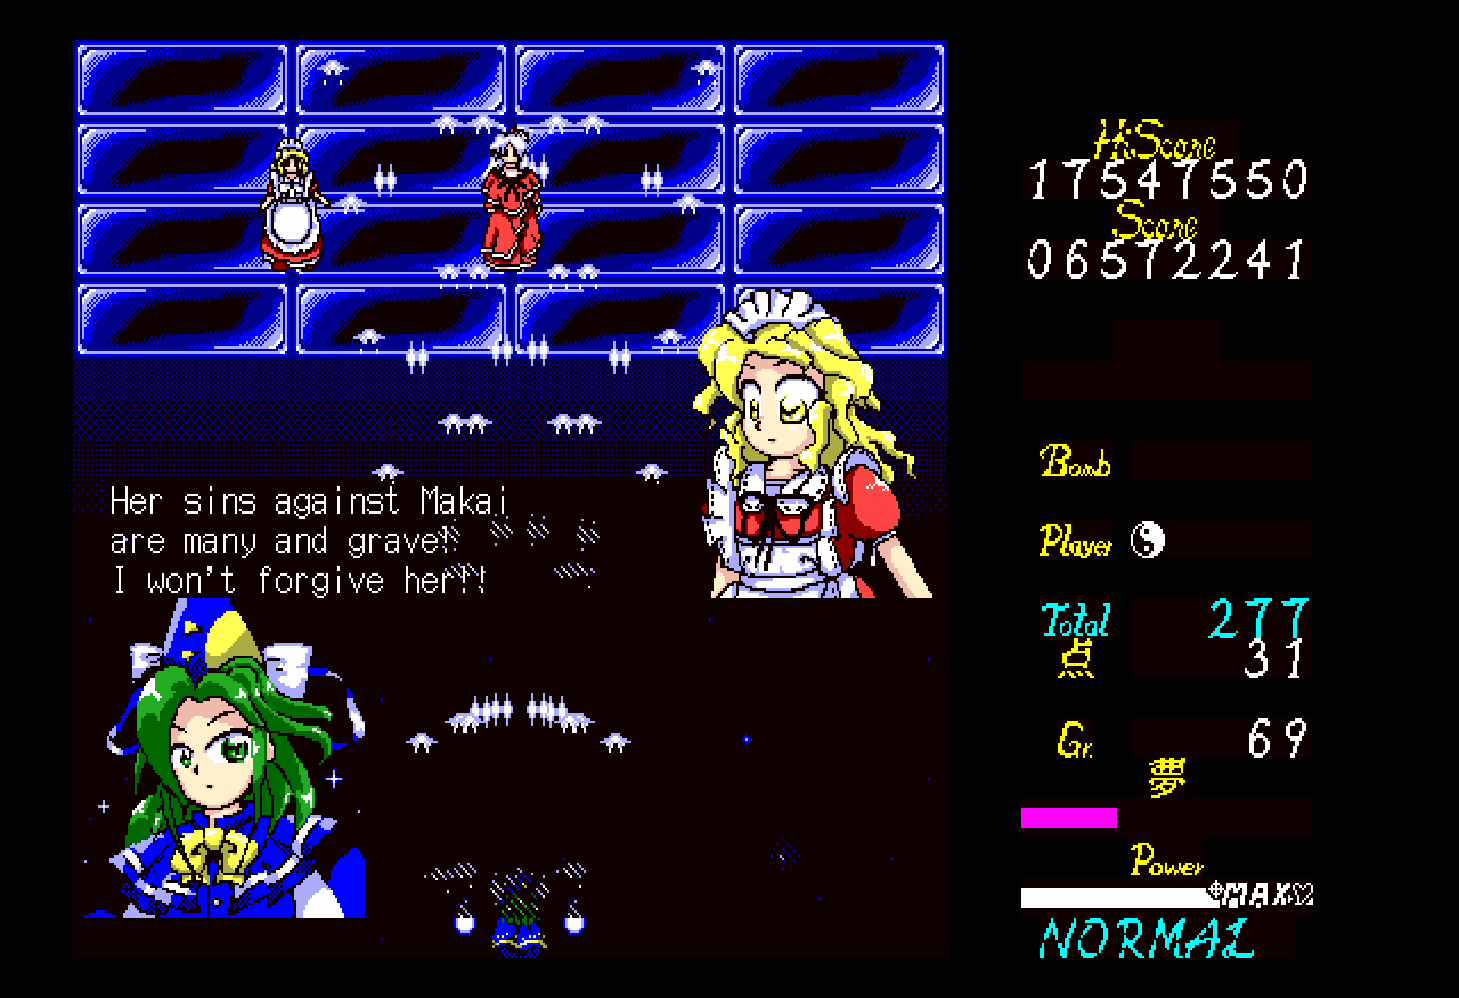 HiScore
17547550
Score
06572241
Bomb
Player
Total 277
点 31
Gr. 69
夢
Power
MAX
NORMAL
Her sins against Makai
are many and grave!
I won't forgive her!!